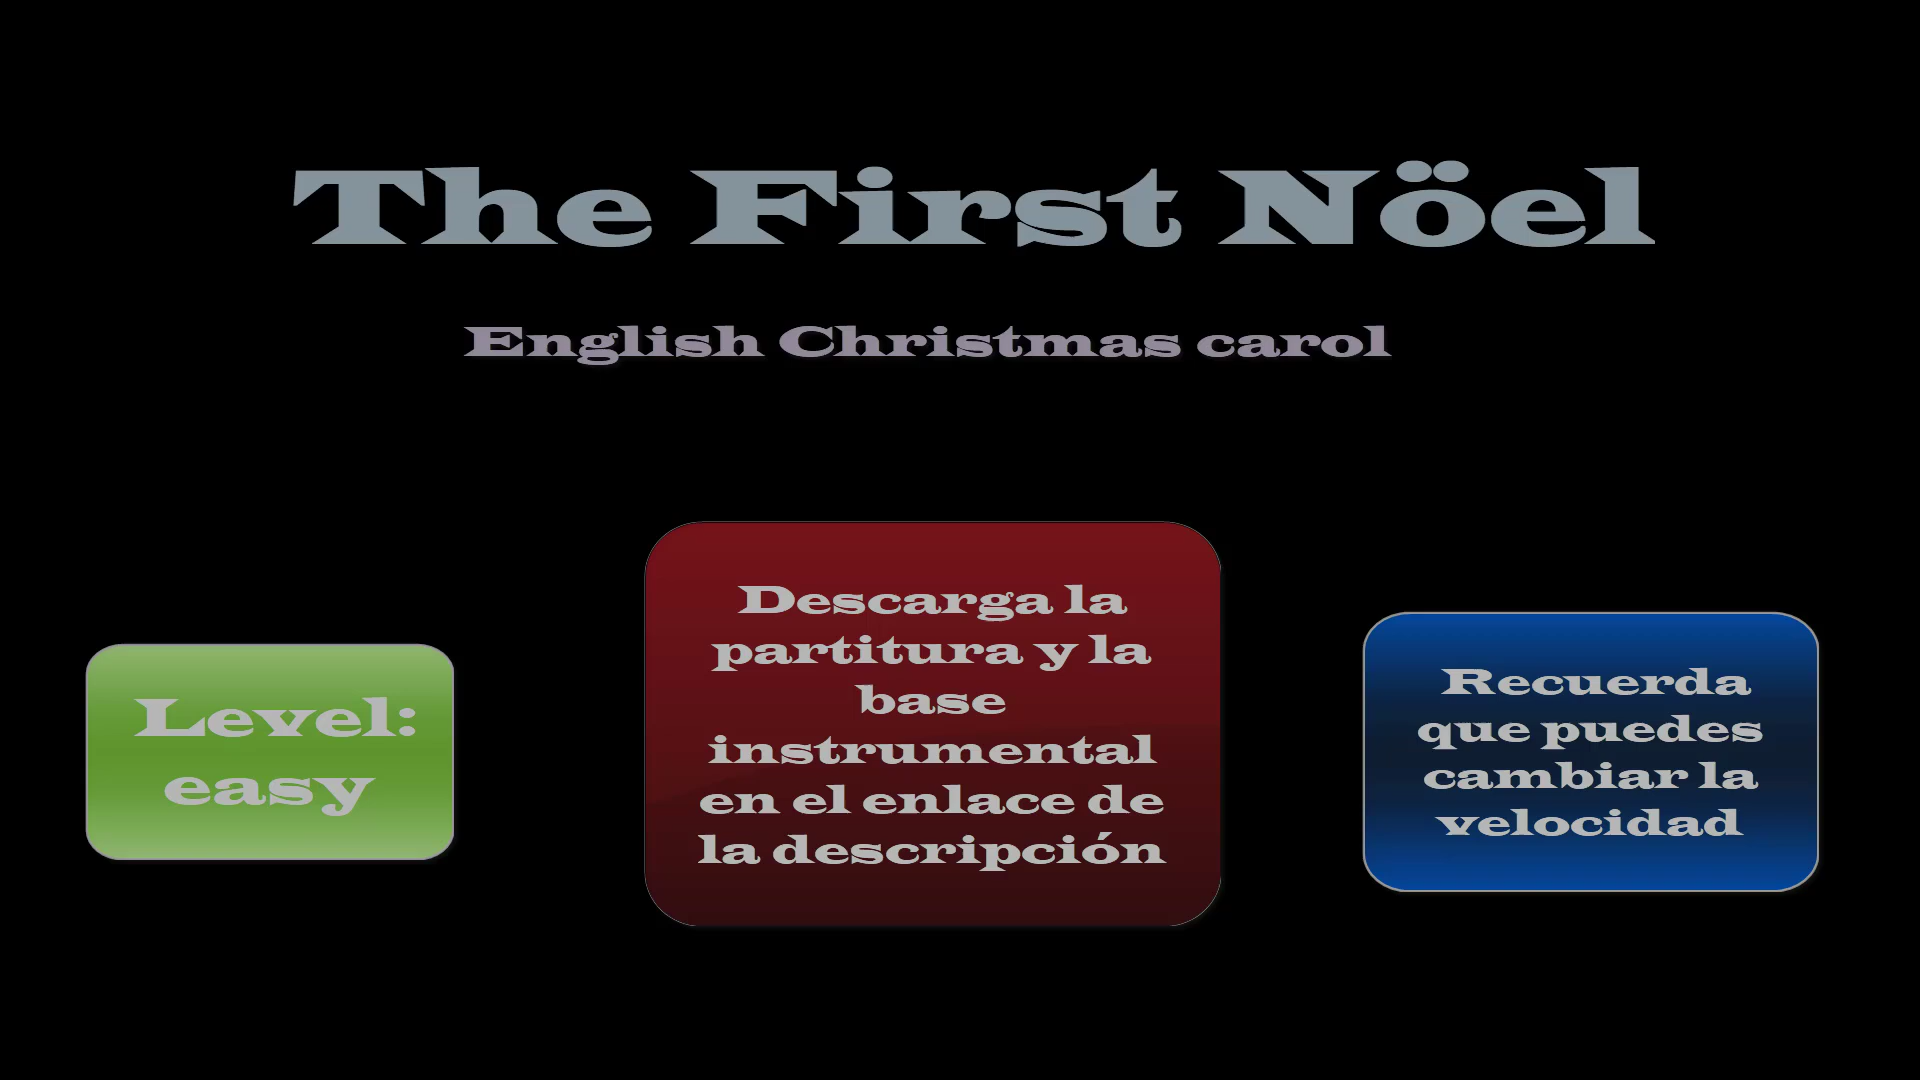 The First Nöel
English Christmas carol
Level:
easy
Descarga la
partitura y la
base
instrumental
en el enlace de
la descripción
Recuerda
que puedes
cambiar la
velocidad